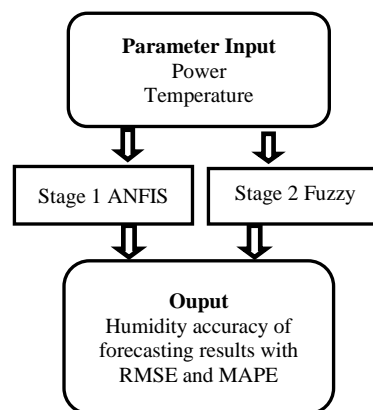 Parameter Input
Power
Temperature
Stage 1 ANFIS
Stage 2 Fuzzy
Ouput
Humidity accuracy of
forecasting results with
RMSE and MAPE